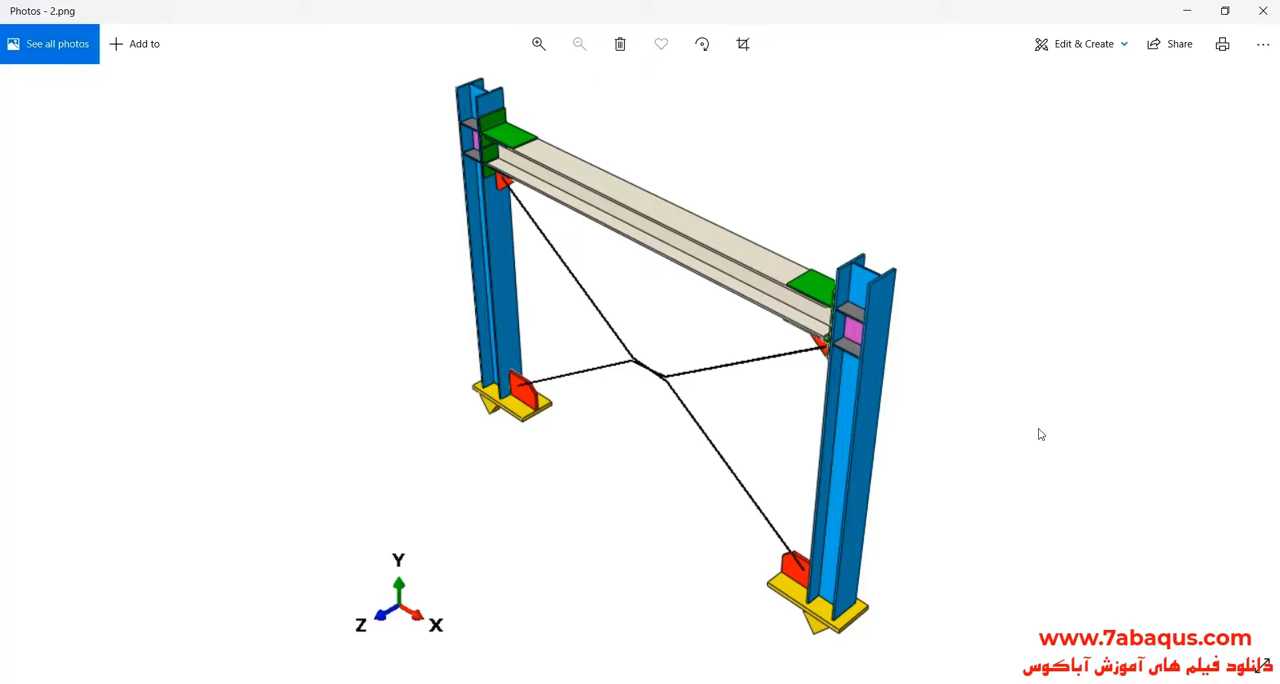 Photos - 2.png
See all photos
Add to
Edit & Create
Share
Y
Z
X
www.7abaqus.com
دانلود فیلم های آموزش آباکوس